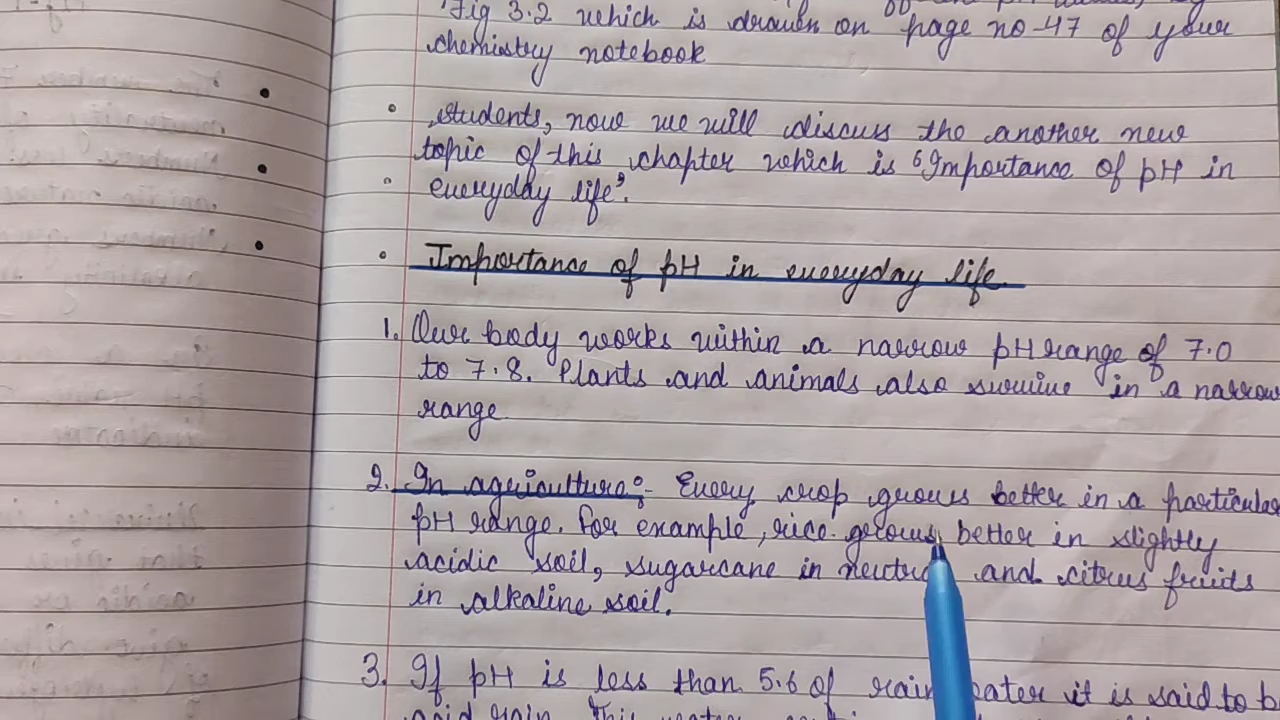 Fig 3.2 which is drawn on page no-47 of your
chemistry notebook
students, now we will discuss the another new
topic of this chapter which is 'Importance of pH in
everyday life'.
Importance of pH in everyday life.
1. Our body works within a narrow pH range of 7.0
to 7.8. Plants and animals also survive in a narrow
range
2. In agriculture:- Every crop grows better in a particular
pH range. For example, rice grows better in slightly
acidic soil, sugarcane in neutral and citrus fruits
in alkaline soil.
3. If pH is less than 5.6 of rain water it is said to b